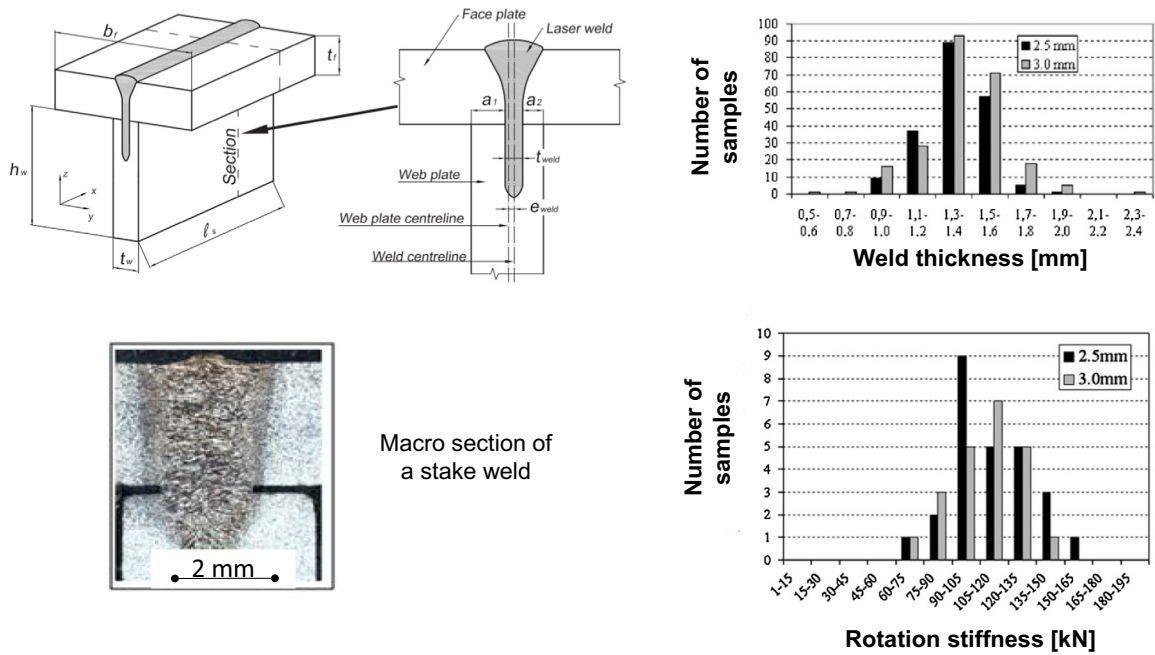 b_f
t_f
h_w
Section
z
x
y
ℓ_s
t_w
Face plate
Laser weld
a_1
a_2
t_weld
Web plate
e_weld
Web plate centreline
Weld centreline
Number of
samples
100
90
80
70
60
50
40
30
20
10
0
2.5 mm
3.0 mm
0,5-
0.6
0,7-
0.8
0,9-
1.0
1,1-
1.2
1,3-
1.4
1,5-
1.6
1,7-
1.8
1,9-
2.0
2,1-
2.2
2,3-
2.4
Weld thickness [mm]
2 mm
Macro section of
a stake weld
Number of
samples
10
9
8
7
6
5
4
3
2
1
0
2.5mm
3.0mm
1-15
15-30
30-45
45-60
60-75
75-90
90-105
105-120
120-135
135-150
150-165
165-180
180-195
Rotation stiffness [kN]